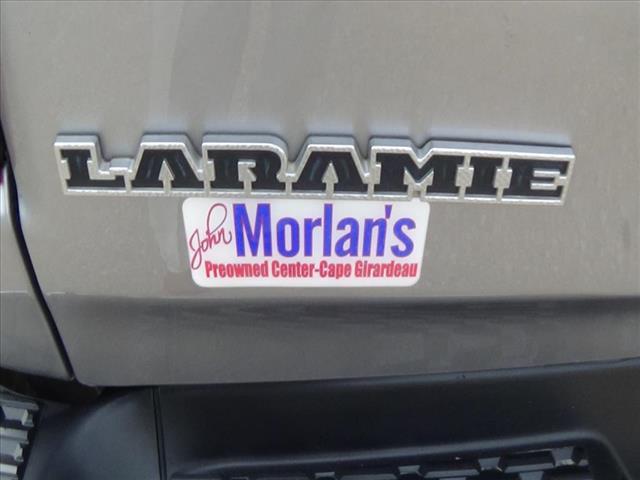 LARAMIE
John Morlan's
Preowned Center-Cape Girardeau